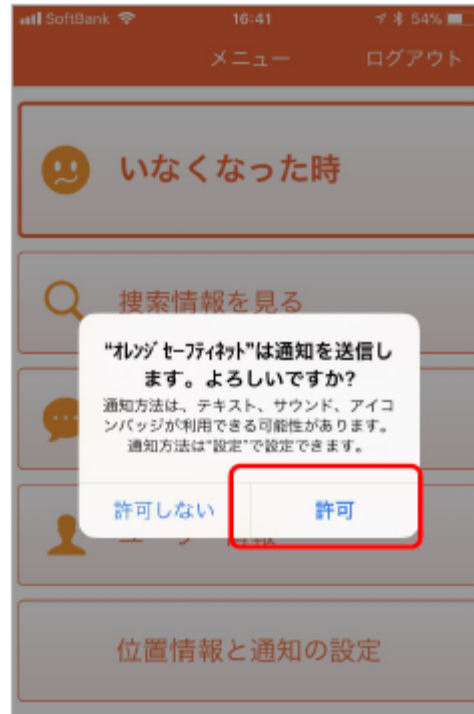 SoftBank 16:41 54%
メニュー ログアウト
いなくなった時
捜索情報を見る
“ｵﾚﾝｼﾞ ｾｰﾌﾃｨﾈｯﾄ”は通知を送信し
ます。よろしいですか?
通知方法は、テキスト、サウンド、アイコ
ンバッジが利用できる可能性があります。
通知方法は“設定”で設定できます。
許可しない 許可
位置情報と通知の設定